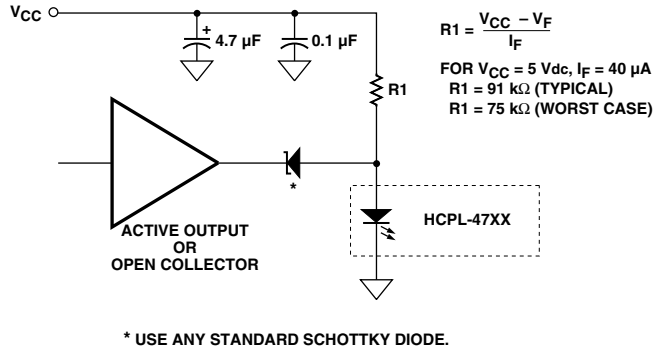 VCC
+
4.7 µF
0.1 µF
R1
R1 = VCC – VF
IF
FOR VCC = 5 Vdc, IF = 40 µA
R1 = 91 kΩ (TYPICAL)
R1 = 75 kΩ (WORST CASE)
*
ACTIVE OUTPUT
OR
OPEN COLLECTOR
HCPL-47XX
* USE ANY STANDARD SCHOTTKY DIODE.